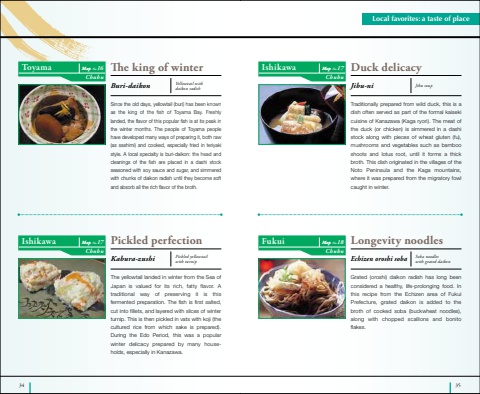 Local favorites: a taste of place
Toyama
Map No.16
Chubu
The king of winter
Buri-daikon
Yellowtail with
daikon radish
Since the old days, yellowtail (buri) has been known
as the king of the fish of Toyama Bay. Freshly
landed, the flavor of this popular fish is at its peak in
the winter months. The people of Toyama people
have developed many ways of preparing it, both raw
(as sashimi) and cooked, especially fried in teriyaki
style. A local specialty is buri-deikon: the head and
cleanings of the fish are placed in a dashi stock
seasoned with soy sauce and sugar, and simmered
with chunks of daikon radish until they become soft
and absorb all the rich flavor of the broth.
Ishikawa
Map No.17
Chubu
Pickled perfection
Kabura-zushi
Pickled yellowtail
with turnip
The yellowtail landed in winter from the Sea of
Japan is valued for its rich, fatty flavor. A
traditional way of preserving it is this
fermented preparation. The fish is first salted,
cut into fillets, and layered with slices of winter
turnip. This is then pickled in vats with koji (the
cultured rice from which sake is prepared).
During the Edo Period, this was a popular
winter delicacy prepared by many house-
holds, especially in Kanazawa.
34
Ishikawa
Map No.17
Chubu
Duck delicacy
Jibu-ni
Jibu soup
Traditionally prepared from wild duck, this is a
dish often served as part of the formal kaiseki
cuisine of Kanazawa (Kaga ryori). The meat of
the duck (or chicken) is simmered in a dashi
stock along with pieces of wheat gluten (fu),
mushrooms and vegetables such as bamboo
shoots and lotus root, until it forms a thick
broth. This dish originated in the villages of the
Noto Peninsula and the Kaga mountains,
where it was prepared from the migratory fowl
caught in winter.
Fukui
Map No.18
Chubu
Longevity noodles
Echizen oroshi soba
Soba noodles
with grated daikon
Grated (oroshi) daikon radish has long been
considered a healthy, life-prolonging food. In
this recipe from the Echizen area of Fukui
Prefecture, grated daikon is added to the
broth of cooked soba (buckwheat noodles),
along with chopped scallions and bonito
flakes.
35